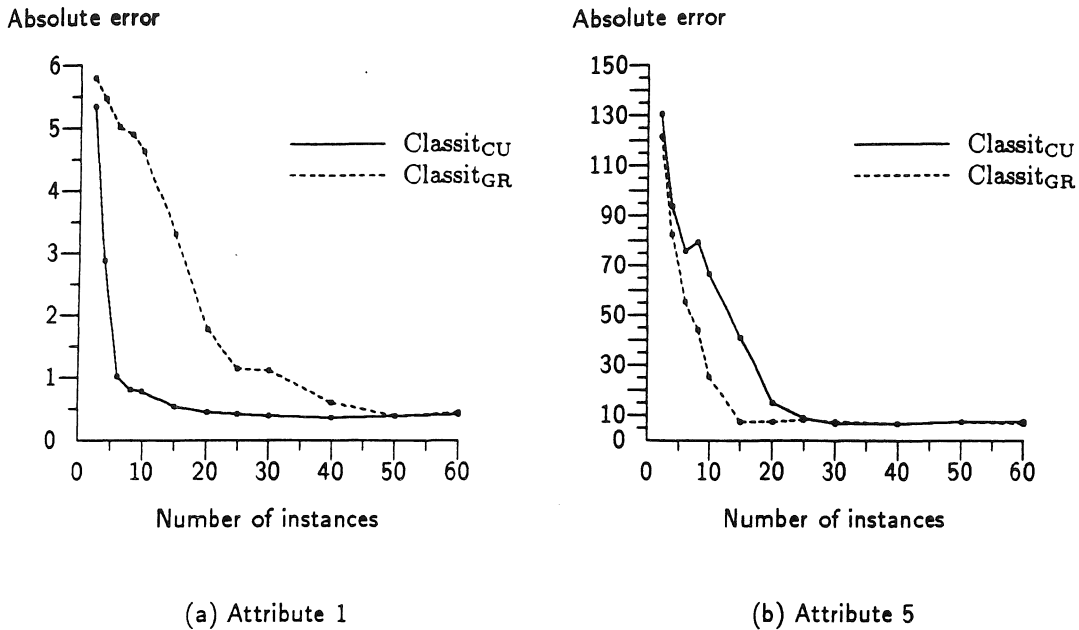 Absolute error
6
5
4
3
2
1
0
0 10 20 30 40 50 60
Classit_CU
Classit_GR
Number of instances
(a) Attribute 1
Absolute error
150
130
110
90
70
50
30
10
0
0 10 20 30 40 50 60
Classit_CU
Classit_GR
Number of instances
(b) Attribute 5